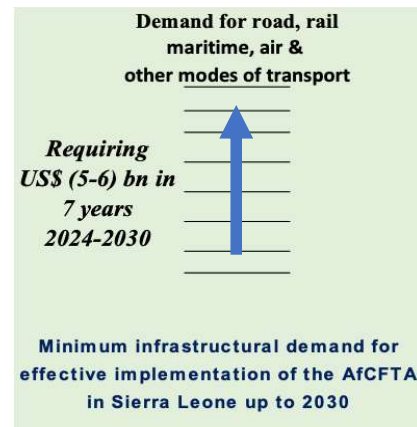 Demand for road, rail
maritime, air &
other modes of transport
Requiring
US$ (5-6) bn in
7 years
2024-2030
Minimum infrastructural demand for
effective implementation of the AfCFTA
in Sierra Leone up to 2030